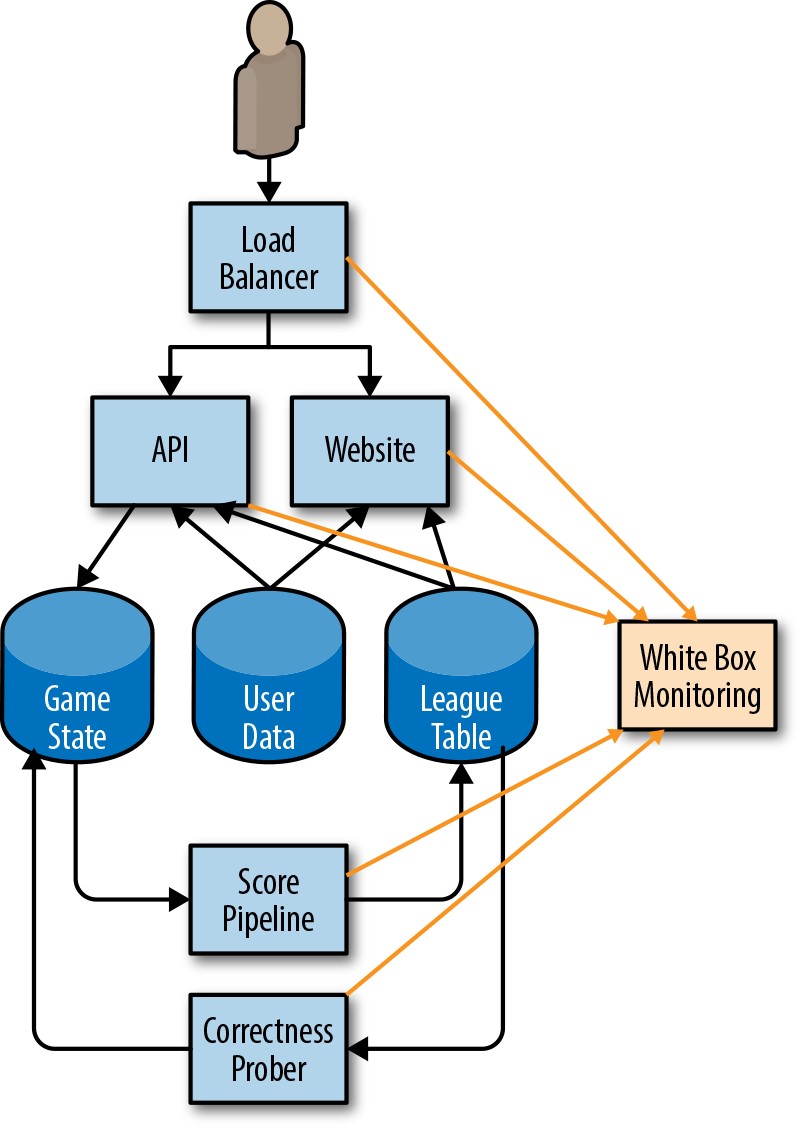 Load
Balancer
API
Website
Game
State
User
Data
League
Table
White Box
Monitoring
Score
Pipeline
Correctness
Prober